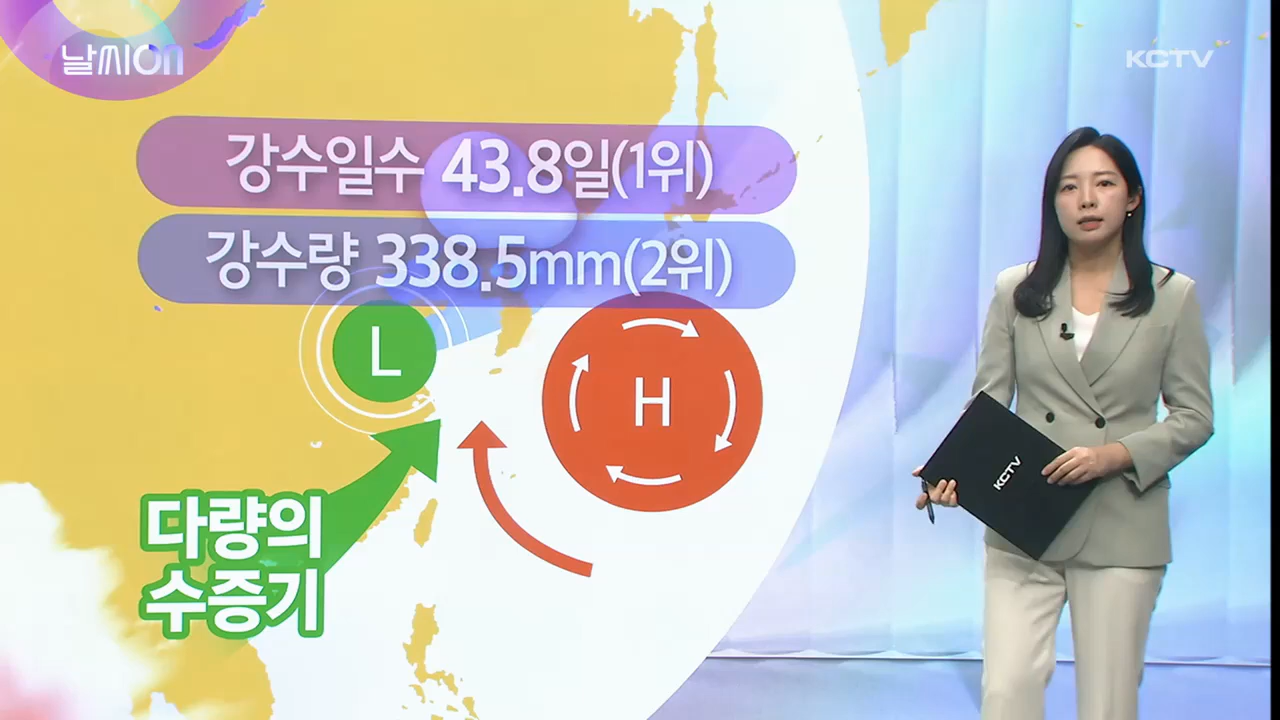 날씨ON
KCTV
강수일수 43.8일(1위)
강수량 338.5mm(2위)
L
H
다량의
수증기
KCTV